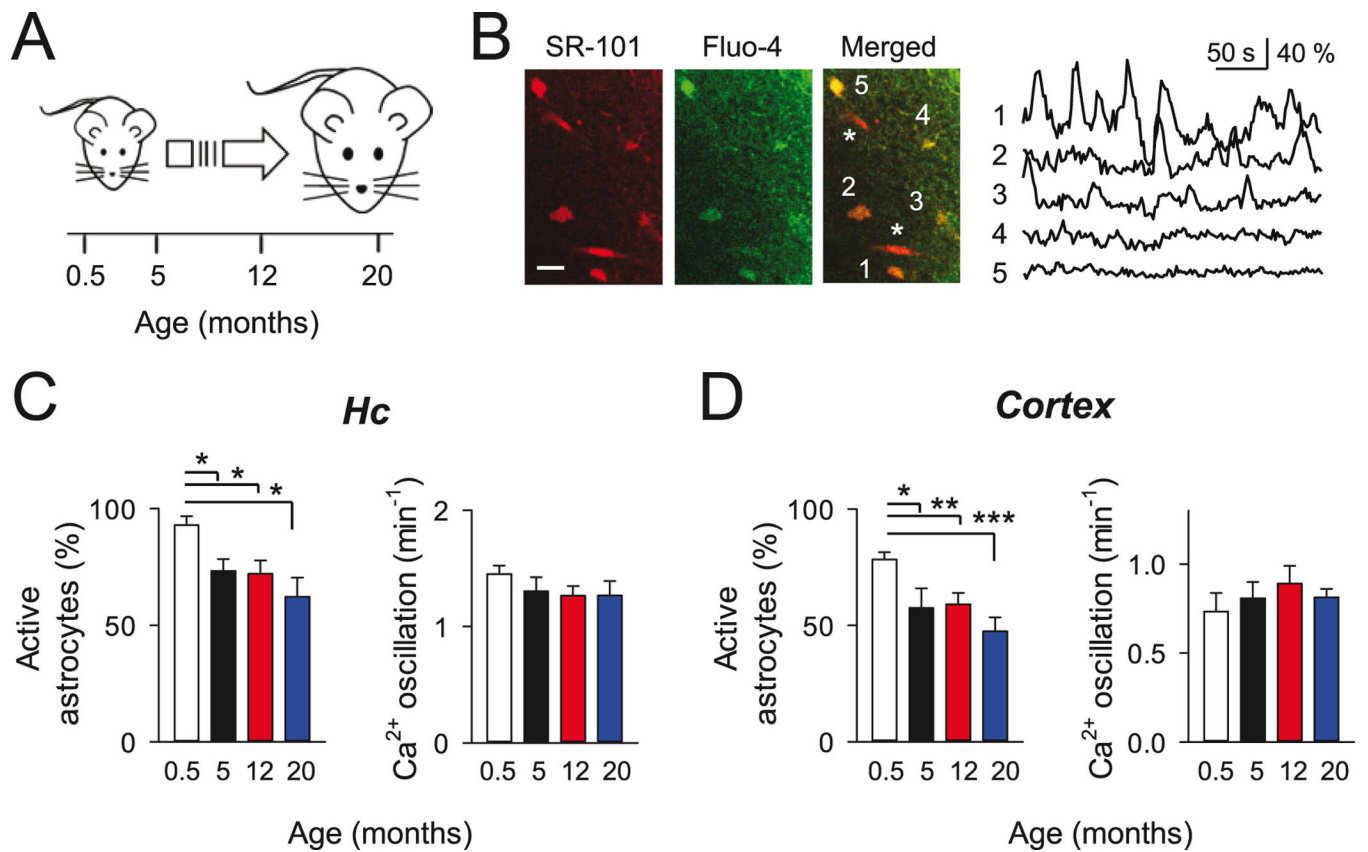 A
0.5 5 12 20
Age (months)
B
SR-101 Fluo-4 Merged
5
4
*
2
3
*
1
50 s 40 %
1
2
3
4
5
C
Hc
* * *
Active
astrocytes (%)
100
50
0
0.5 5 12 20
Ca²⁺ oscillation (min⁻¹)
2
1
0
0.5 5 12 20
Age (months)
D
Cortex
* ** ***
Active
astrocytes (%)
100
50
0
0.5 5 12 20
Ca²⁺ oscillation (min⁻¹)
1.0
0.5
0.0
0.5 5 12 20
Age (months)